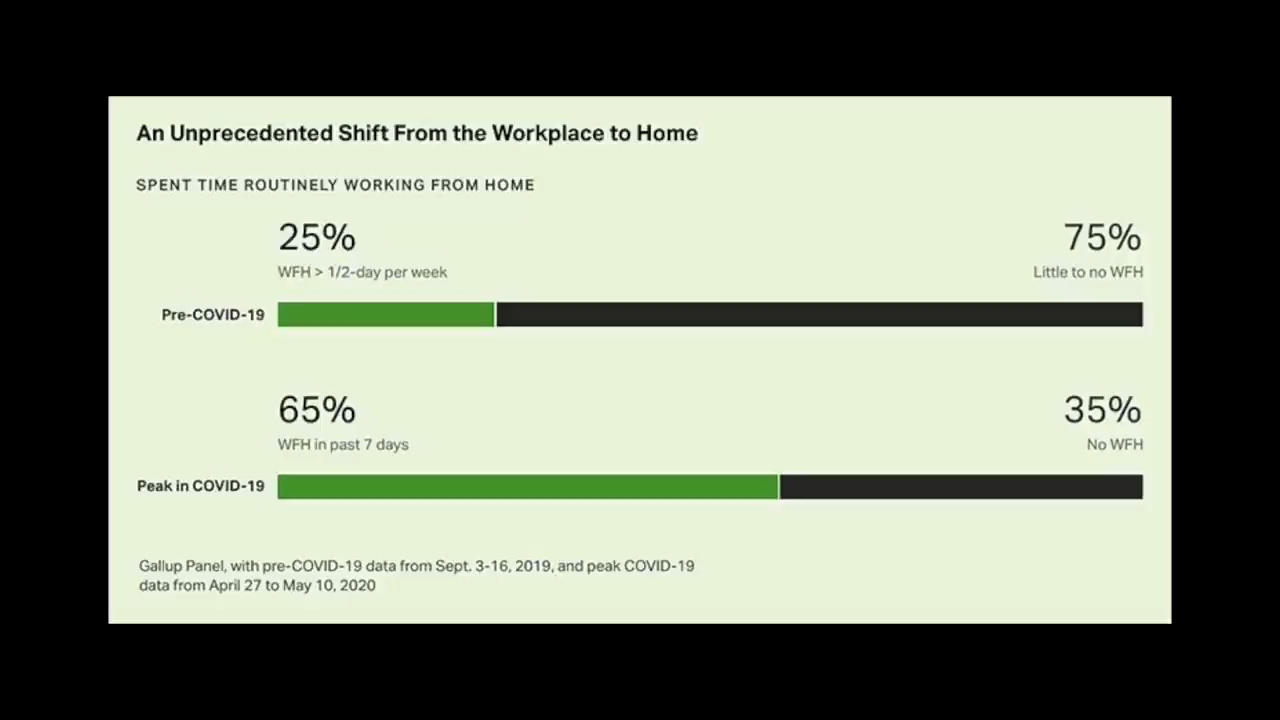 An Unprecedented Shift From the Workplace to Home
SPENT TIME ROUTINELY WORKING FROM HOME
25%
75%
WFH > 1/2-day per week
Little to no WFH
Pre-COVID-19
65%
35%
WFH in past 7 days
No WFH
Peak in COVID-19
Gallup Panel, with pre-COVID-19 data from Sept. 3-16, 2019, and peak COVID-19
data from April 27 to May 10, 2020